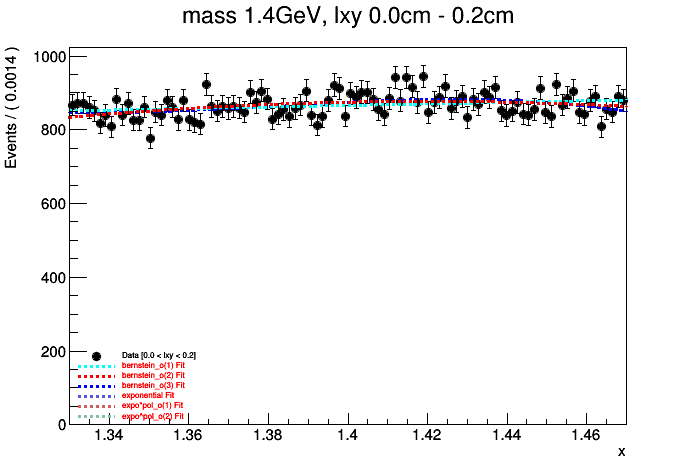 mass 1.4GeV, lxy 0.0cm - 0.2cm
Events / ( 0.0014 )
1000
800
600
400
200
0
Data [0.0 < lxy < 0.2]
bernstein_o(1) Fit
bernstein_o(2) Fit
bernstein_o(3) Fit
exponential Fit
expo*pol_o(1) Fit
expo*pol_o(2) Fit
1.34 1.36 1.38 1.4 1.42 1.44 1.46
x